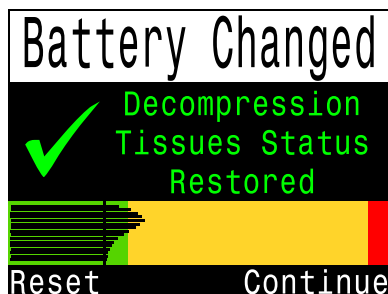 Battery Changed
Decompression
Tissues Status
Restored
Reset Continue